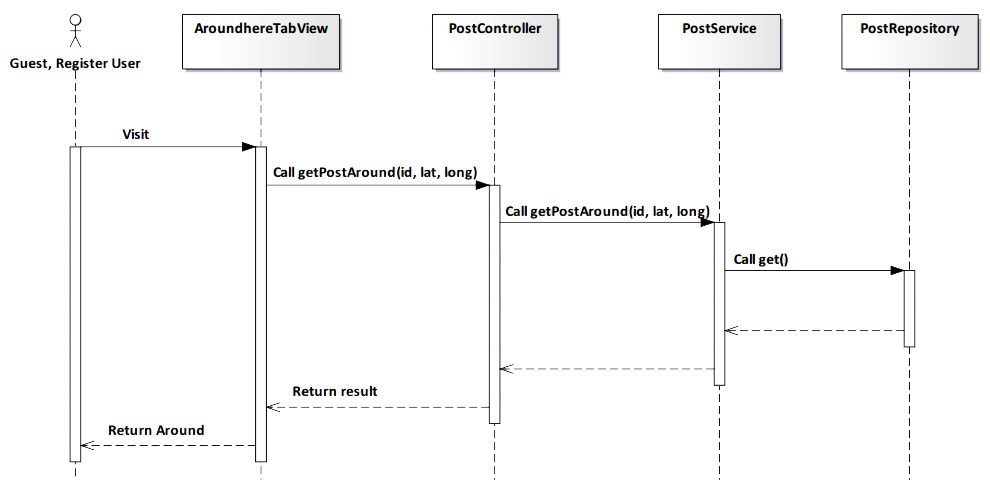 AroundhereTabView
PostController
PostService
PostRepository
Guest, Register User
Visit
Call getPostAround(id, lat, long)
Call getPostAround(id, lat, long)
Call get()
Return result
Return Around